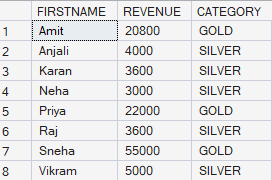 FIRSTNAME REVENUE CATEGORY
1 Amit 20800 GOLD
2 Anjali 4000 SILVER
3 Karan 3600 SILVER
4 Neha 3000 SILVER
5 Priya 22000 GOLD
6 Raj 3600 SILVER
7 Sneha 55000 GOLD
8 Vikram 5000 SILVER